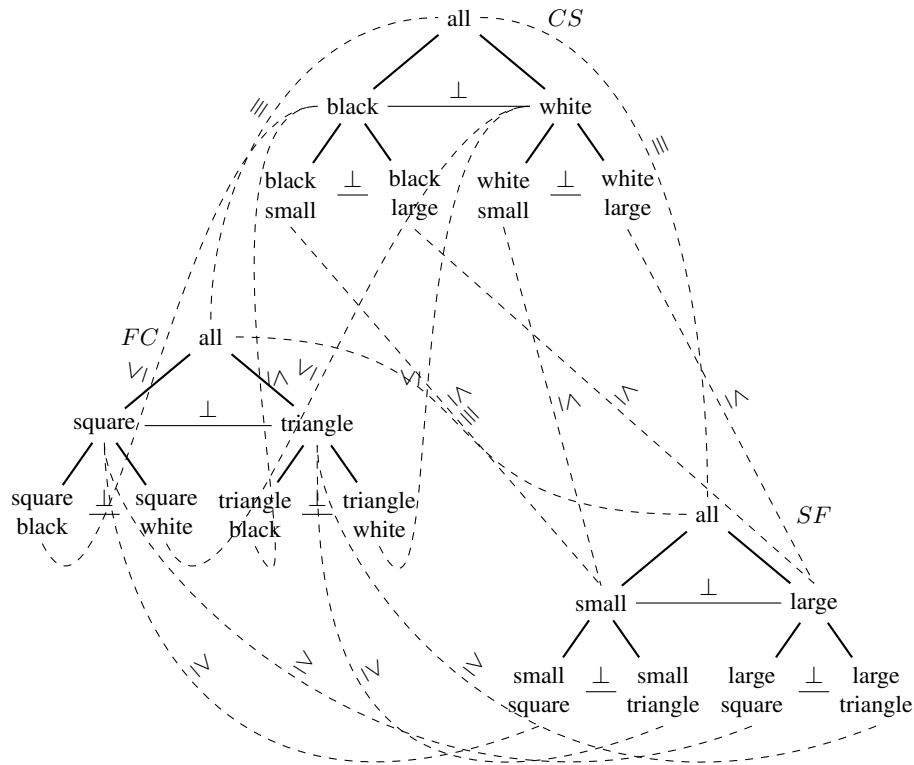 all CS
⊥
black white
≡
≡
black ⊥ black white ⊥ white
small large small large
FC all
≤ ≤ ≤ ≤ ≤ ≤ ≤ ≤
≡
⊥
square triangle
square ⊥ square triangle ⊥ triangle
black white black white
all SF
⊥
small large
≥ ≥ ≥ ≥
small ⊥ small large ⊥ large
square triangle square triangle